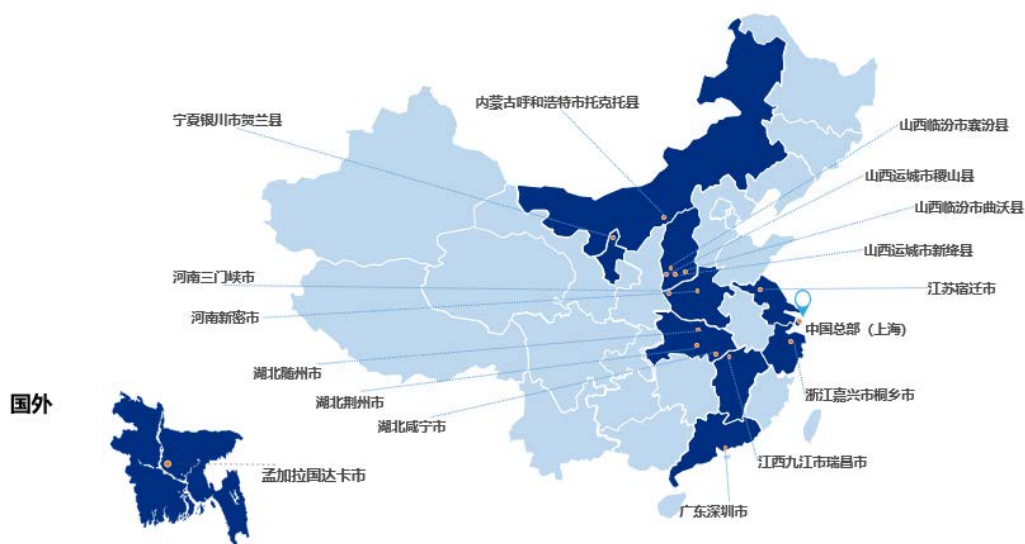 内蒙古呼和浩特市托克托县
宁夏银川市贺兰县
山西临汾市襄汾县
山西运城市稷山县
山西临汾市曲沃县
山西运城市新绛县
河南三门峡市
江苏宿迁市
河南新密市
中国总部（上海）
湖北随州市
浙江嘉兴市桐乡市
湖北荆州市
国外
湖北咸宁市
江西九江市瑞昌市
孟加拉国达卡市
广东深圳市